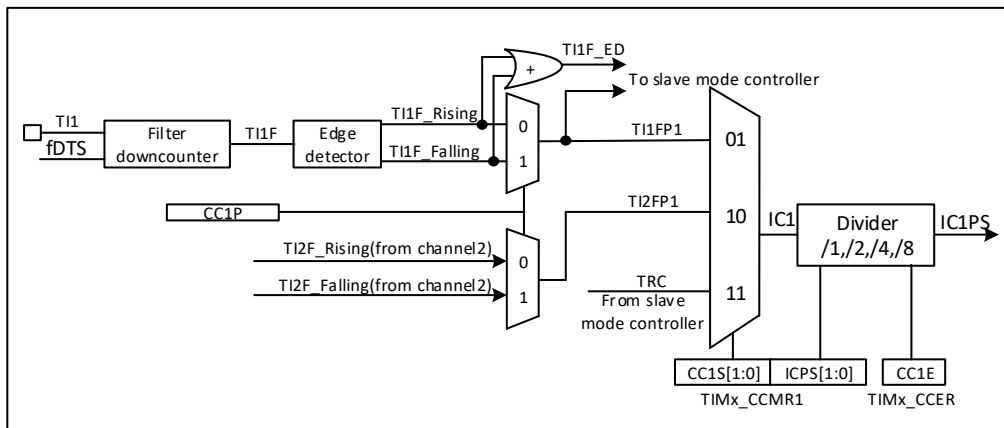 TI1F_ED
To slave mode controller
TI1
fDTS
Filter
downcounter
TI1F
Edge
detector
TI1F_Rising
TI1F_Falling
0
1
TI1FP1
01
CC1P
TI2FP1
10
IC1
Divider
/1,/2,/4,/8
IC1PS
TI2F_Rising(from channel2)
0
TI2F_Falling(from channel2)
1
TRC
From slave
mode controller
11
CC1S[1:0]
ICPS[1:0]
CC1E
TIMx_CCMR1
TIMx_CCER
+